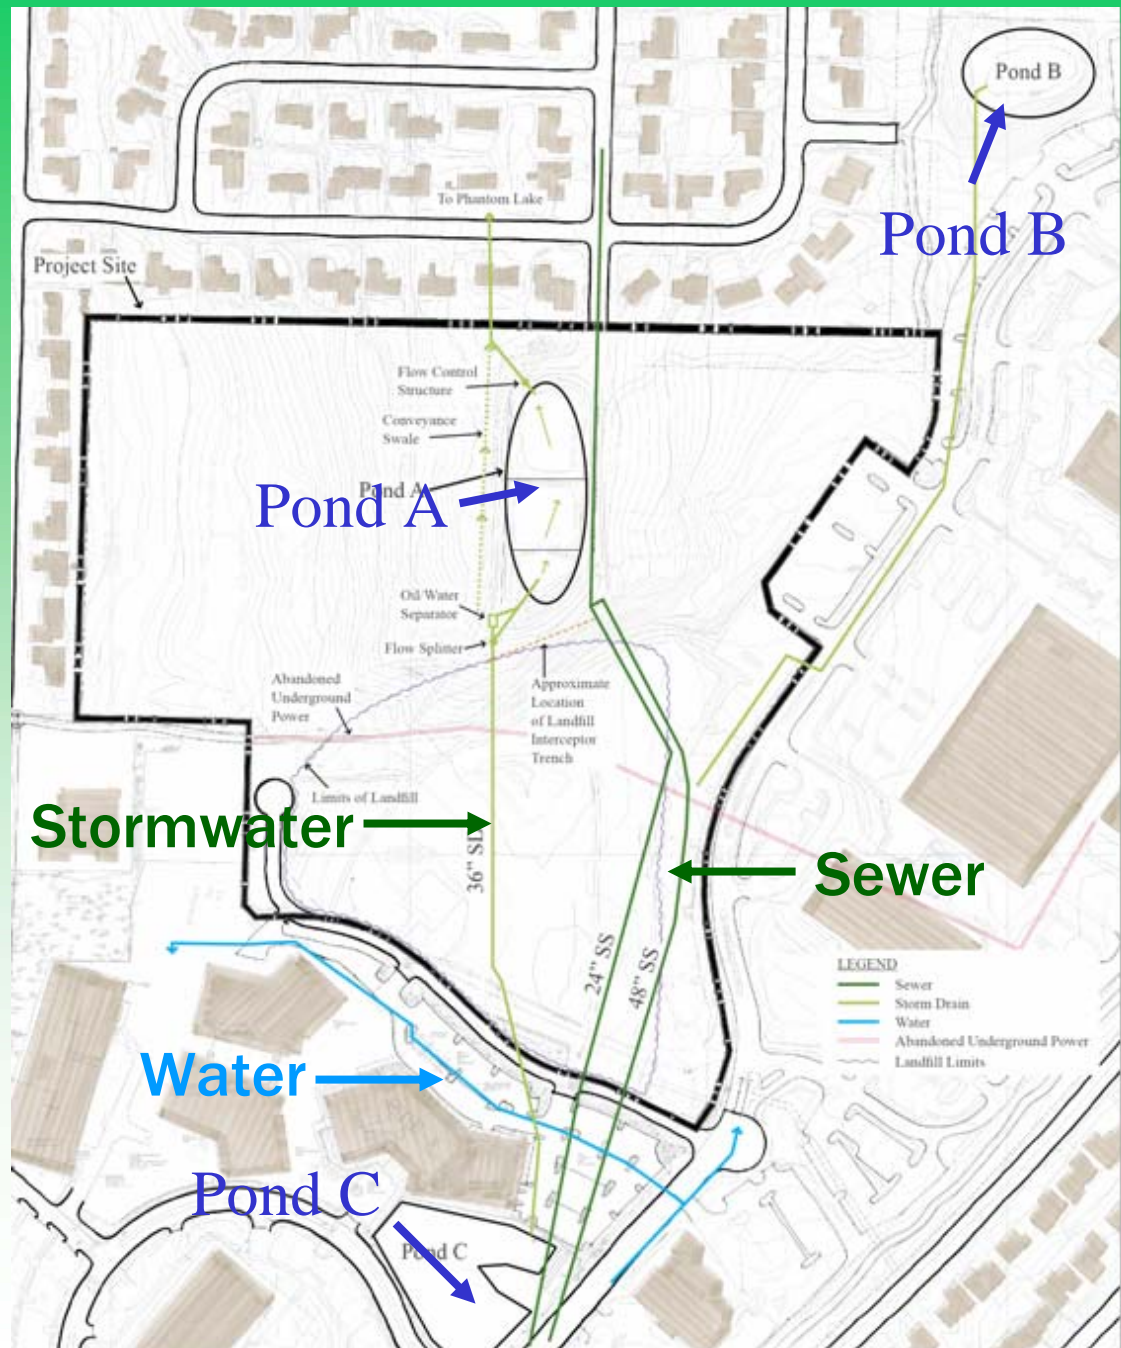 Pond B
Pond B
To Phantom Lake
Project Site
Flow Control
Structure
Conveyance
Swale
Pond A
Pond A
Oil/Water
Separator
Flow Splitter
Abandoned
Underground
Power
Approximate
Location
of Landfill
Interceptor
Trench
Limits of Landfill
Stormwater
36" SD
Sewer
24" SS
48" SS
LEGEND
Sewer
Storm Drain
Water
Abandoned Underground Power
Landfill Limits
Water
Pond C
Pond C